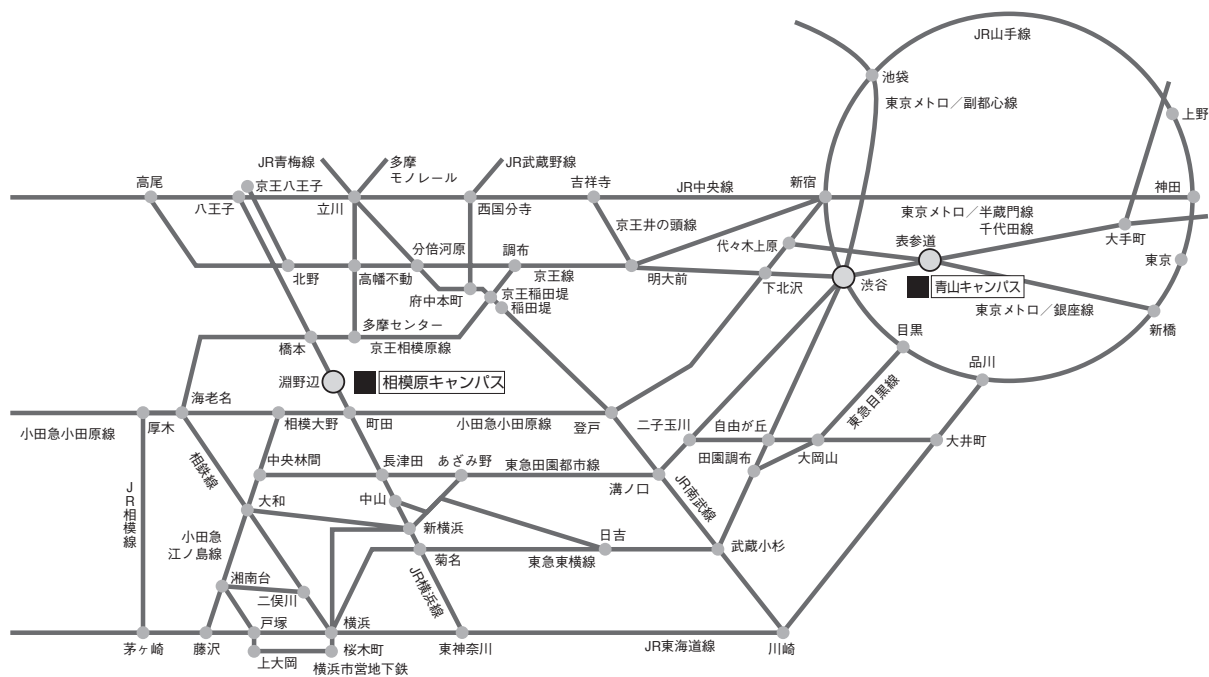 JR山手線
池袋
東京メトロ／副都心線
上野
JR青梅線
多摩
モノレール
JR武蔵野線
高尾
京王八王子
八王子
立川
西国分寺
吉祥寺
JR中央線
新宿
神田
京王井の頭線
東京メトロ／半蔵門線
千代田線
代々木上原
表参道
大手町
分倍河原
調布
北野
高幡不動
京王線
明大前
下北沢
渋谷
東京
青山キャンパス
府中本町
京王稲田堤
稲田堤
東京メトロ／銀座線
新橋
多摩センター
橋本
京王相模原線
目黒
品川
淵野辺
相模原キャンパス
東急目黒線
海老名
小田急小田原線
厚木
相模大野
町田
小田急小田原線
登戸
二子玉川
自由が丘
大井町
相鉄線
中央林間
長津田
あざみ野
東急田園都市線
溝ノ口
田園調布
大岡山
JR相模線
大和
中山
JR南武線
新横浜
小田急
江ノ島線
日吉
武蔵小杉
菊名
東急東横線
湘南台
二俣川
JR横浜線
戸塚
横浜
茅ヶ崎
藤沢
上大岡
桜木町
横浜市営地下鉄
東神奈川
JR東海道線
川崎